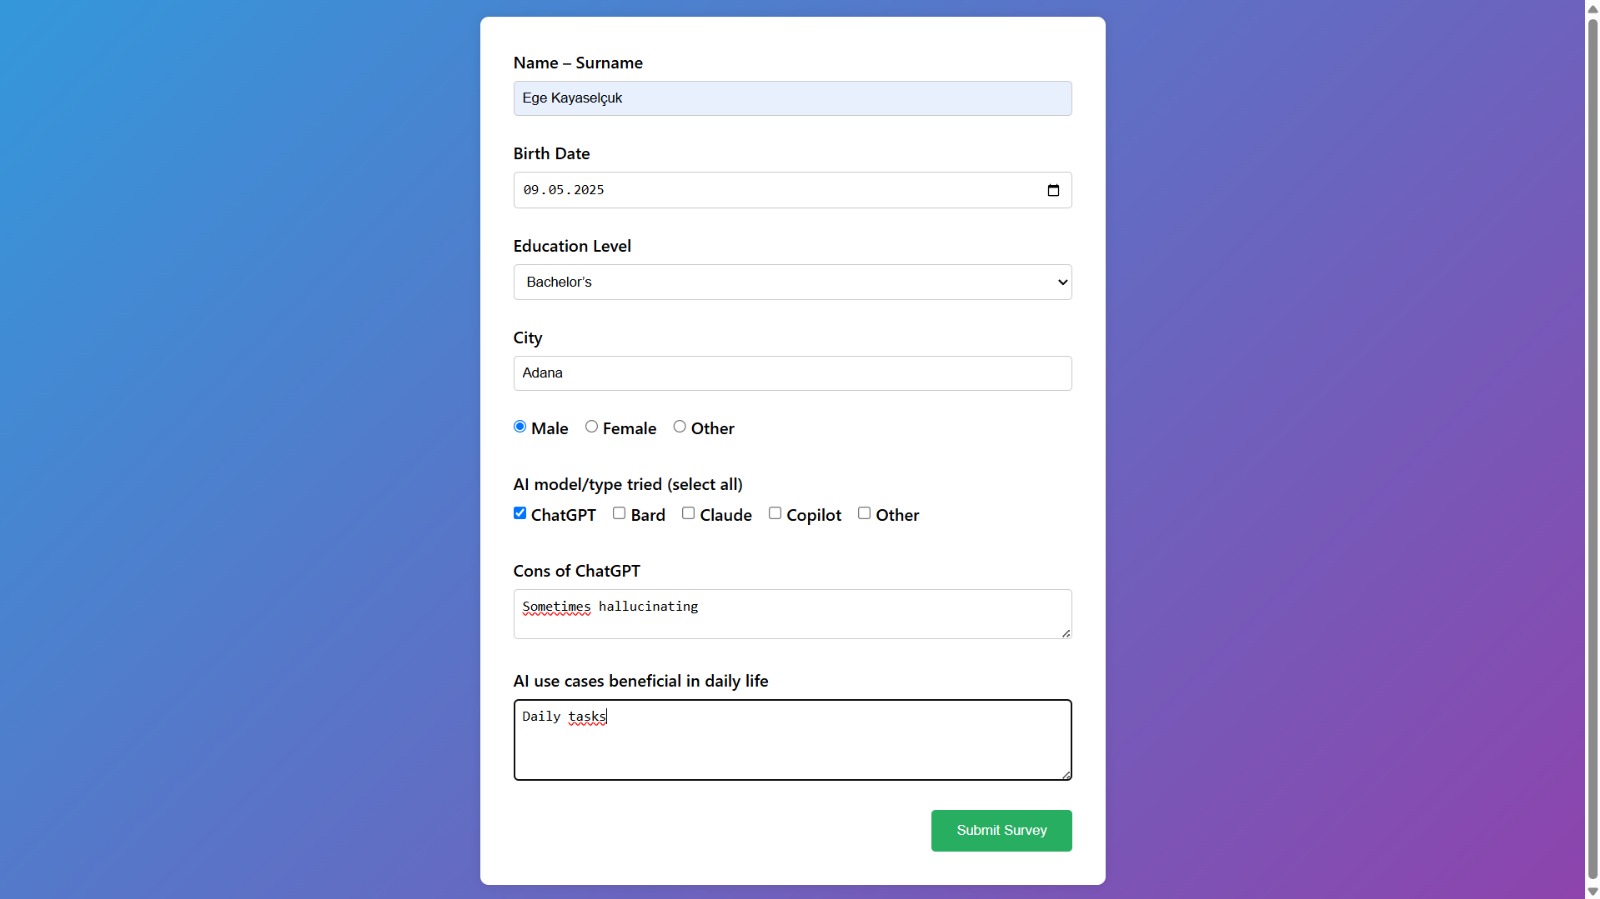 Name – Surname
Ege Kayaselçuk
Birth Date
09.05.2025
Education Level
Bachelor's
City
Adana
Male Female Other
AI model/type tried (select all)
ChatGPT Bard Claude Copilot Other
Cons of ChatGPT
Sometimes hallucinating
AI use cases beneficial in daily life
Daily tasks
Submit Survey